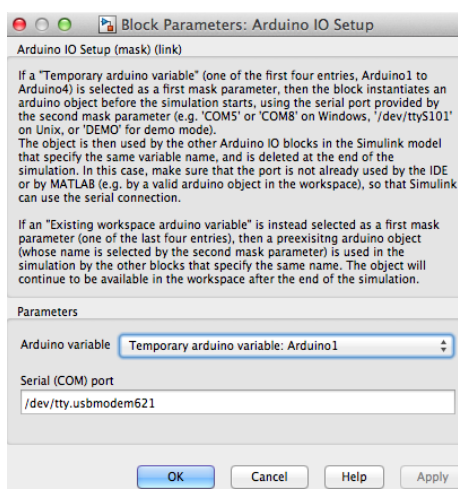 Block Parameters: Arduino IO Setup
Arduino IO Setup (mask) (link)
If a "Temporary arduino variable" (one of the first four entries, Arduino1 to
Arduino4) is selected as a first mask parameter, then the block instantiates an
arduino object before the simulation starts, using the serial port provided by
the second mask parameter (e.g. 'COM5' or 'COM8' on Windows, '/dev/ttyS101'
on Unix, or 'DEMO' for demo mode).
The object is then used by the other Arduino IO blocks in the Simulink model
that specify the same variable name, and is deleted at the end of the
simulation. In this case, make sure that the port is not already used by the IDE
or by MATLAB (e.g. by a valid arduino object in the workspace), so that Simulink
can use the serial connection.
If an "Existing workspace arduino variable" is instead selected as a first mask
parameter (one of the last four entries), then a preexisitng arduino object
(whose name is selected by the second mask parameter) is used in the
simulation by the other blocks that specify the same name. The object will
continue to be available in the workspace after the end of the simulation.
Parameters
Arduino variable Temporary arduino variable: Arduino1
Serial (COM) port
/dev/tty.usbmodem621
OK Cancel Help Apply